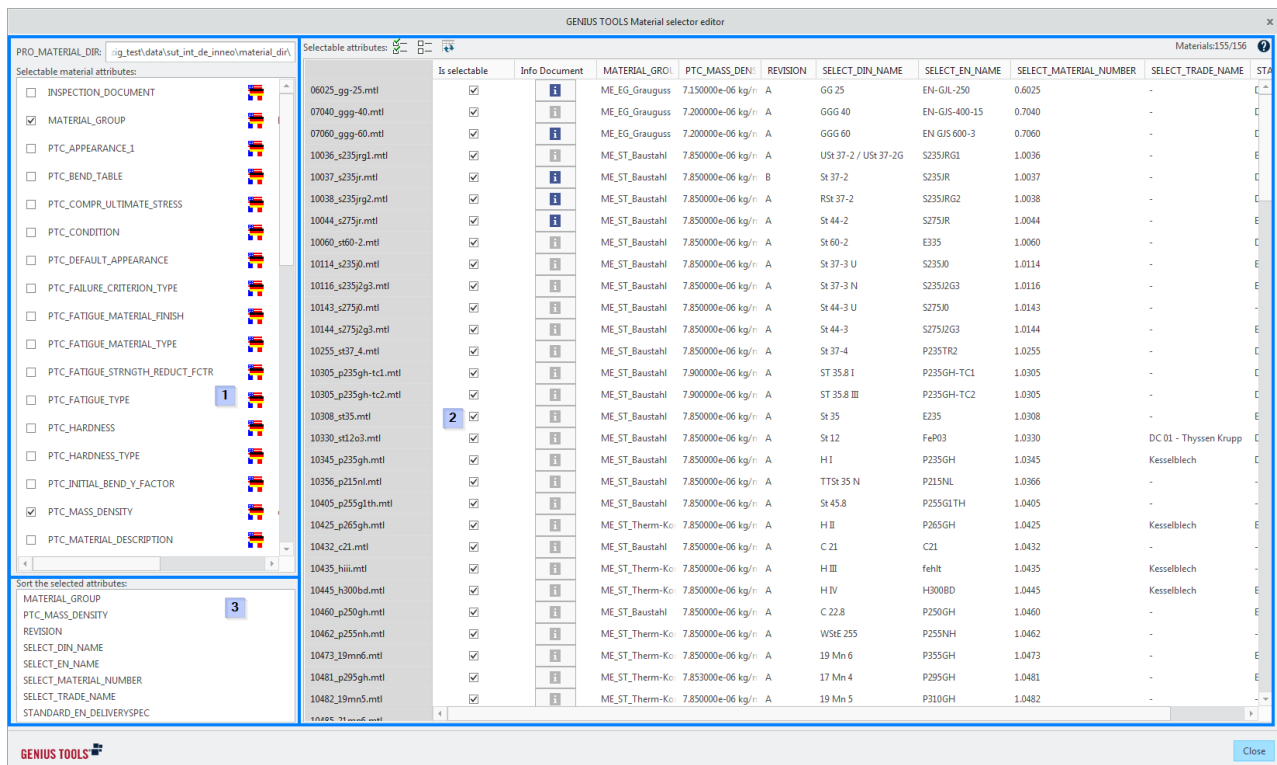 GENIUS TOOLS Material selector editor x
PRO_MATERIAL_DIR: :ig_test\data\sut_int_de_inneo\material_dir\
Selectable material attributes:
INSPECTION_DOCUMENT
MATERIAL_GROUP
PTC_APPEARANCE_1
PTC_BEND_TABLE
PTC_COMPR_ULTIMATE_STRESS
PTC_CONDITION
PTC_DEFAULT_APPEARANCE
PTC_FAILURE_CRITERION_TYPE
PTC_FATIGUE_MATERIAL_FINISH
PTC_FATIGUE_MATERIAL_TYPE
PTC_FATIGUE_STRNGTH_REDUCT_FCTR
1
PTC_FATIGUE_TYPE
PTC_HARDNESS
PTC_HARDNESS_TYPE
PTC_INITIAL_BEND_Y_FACTOR
PTC_MASS_DENSITY
PTC_MATERIAL_DESCRIPTION
Sort the selected attributes:
MATERIAL_GROUP
3
PTC_MASS_DENSITY
REVISION
SELECT_DIN_NAME
SELECT_EN_NAME
SELECT_MATERIAL_NUMBER
SELECT_TRADE_NAME
STANDARD_EN_DELIVERYSPEC
Selectable attributes: Materials:155/156 ?
Is selectable Info Document MATERIAL_GROU PTC_MASS_DENS REVISION SELECT_DIN_NAME SELECT_EN_NAME SELECT_MATERIAL_NUMBER SELECT_TRADE_NAME STA
06025_gg-25.mtl i ME_EG_Grauguss 7.150000e-06 kg/r A GG 25 EN-GJL-250 0.6025 -
07040_ggg-40.mtl i ME_EG_Grauguss 7.200000e-06 kg/r A GGG 40 EN-GJS-400-15 0.7040 -
07060_ggg-60.mtl i ME_EG_Grauguss 7.200000e-06 kg/r A GGG 60 EN GJS 600-3 0.7060 -
10036_s235jrg1.mtl i ME_ST_Baustahl 7.850000e-06 kg/r A USt 37-2 / USt 37-2G S235JRG1 1.0036 -
10037_s235jr.mtl i ME_ST_Baustahl 7.850000e-06 kg/r B St 37-2 S235JR 1.0037 -
10038_s235jrg2.mtl i ME_ST_Baustahl 7.850000e-06 kg/r A RSt 37-2 S235JRG2 1.0038 -
10044_s275jr.mtl i ME_ST_Baustahl 7.850000e-06 kg/r A St 44-2 S275JR 1.0044 -
10060_st60-2.mtl i ME_ST_Baustahl 7.850000e-06 kg/r A St 60-2 E335 1.0060 -
10114_s235j0.mtl i ME_ST_Baustahl 7.850000e-06 kg/r A St 37-3 U S235J0 1.0114 -
10116_s235j2g3.mtl i ME_ST_Baustahl 7.850000e-06 kg/r A St 37-3 N S235J2G3 1.0116 -
10143_s275j0.mtl i ME_ST_Baustahl 7.850000e-06 kg/r A St 44-3 U S275J0 1.0143 -
10144_s275j2g3.mtl i ME_ST_Baustahl 7.850000e-06 kg/r A St 44-3 S275J2G3 1.0144 -
10255_st37_4.mtl i ME_ST_Baustahl 7.850000e-06 kg/r A St 37-4 P235TR2 1.0255 -
10305_p235gh-tc1.mtl i ME_ST_Baustahl 7.900000e-06 kg/r A ST 35.8 I P235GH-TC1 1.0305 -
10305_p235gh-tc2.mtl i ME_ST_Baustahl 7.900000e-06 kg/r A ST 35.8 III P235GH-TC2 1.0305 -
10308_st35.mtl 2 i ME_ST_Baustahl 7.850000e-06 kg/r A St 35 E235 1.0308 -
10330_st12o3.mtl i ME_ST_Baustahl 7.850000e-06 kg/r A St 12 FeP03 1.0330 DC 01 - Thyssen Krupp
10345_p235gh.mtl i ME_ST_Baustahl 7.850000e-06 kg/r A H I P235GH 1.0345 Kesselblech
10356_p215nl.mtl i ME_ST_Baustahl 7.850000e-06 kg/r A TTSt 35 N P215NL 1.0366 -
10405_p255g1th.mtl i ME_ST_Baustahl 7.850000e-06 kg/r A St 45.8 P255G1TH 1.0405 -
10425_p265gh.mtl i ME_ST_Therm-Ko 7.850000e-06 kg/r A H II P265GH 1.0425 Kesselblech
10432_c21.mtl i ME_ST_Baustahl 7.850000e-06 kg/r A C 21 C21 1.0432 -
10435_hiii.mtl i ME_ST_Therm-Ko 7.850000e-06 kg/r A H III fehlt 1.0435 Kesselblech
10445_h300bd.mtl i ME_ST_Therm-Ko 7.850000e-06 kg/r A H IV H300BD 1.0445 Kesselblech
10460_p250gh.mtl i ME_ST_Baustahl 7.850000e-06 kg/r A C 22.8 P250GH 1.0460 -
10462_p255nh.mtl i ME_ST_Therm-Ko 7.850000e-06 kg/r A WStE 255 P255NH 1.0462 -
10473_19mn6.mtl i ME_ST_Therm-Ko 7.850000e-06 kg/r A 19 Mn 6 P355GH 1.0473 -
10481_p295gh.mtl i ME_ST_Therm-Ko 7.853000e-06 kg/r A 17 Mn 4 P295GH 1.0481 -
10482_19mn5.mtl i ME_ST_Therm-Ko 7.850000e-06 kg/r A 19 Mn 5 P310GH 1.0482 -
10485_21mn6.mtl
GENIUS TOOLS
Close